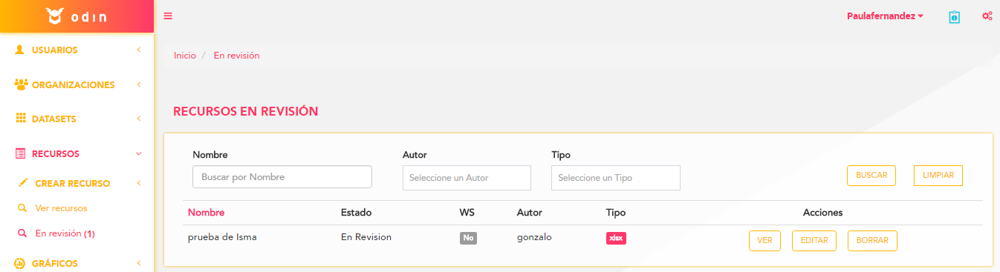 odin
Paulafernandez
USUARIOS
ORGANIZACIONES
DATASETS
RECURSOS
CREAR RECURSO
Ver recursos
En revisión (1)
GRÁFICOS
Inicio / En revisión
RECURSOS EN REVISIÓN
Nombre Autor Tipo
Buscar por Nombre Seleccione un Autor Seleccione un Tipo BUSCAR LIMPIAR
Nombre Estado WS Autor Tipo Acciones
prueba de Isma En Revision No gonzalo xlsx VER EDITAR BORRAR